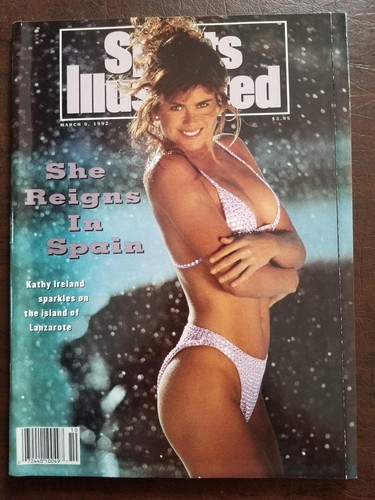 Sports
Illustrated
MARCH 9, 1992 $3.95
She
Reigns
In
Spain
Kathy Ireland
sparkles on
the island of
Lanzarote
10